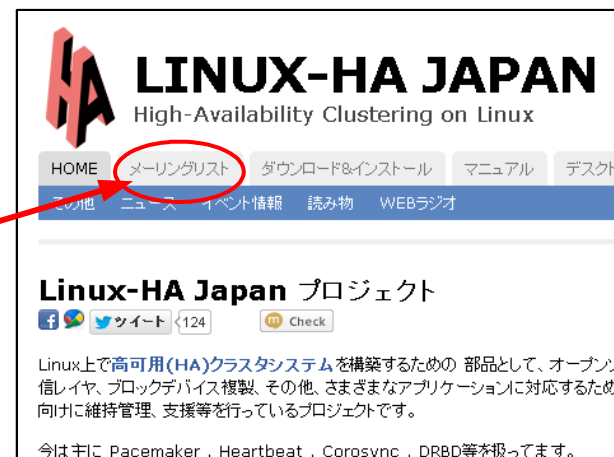 LINUX-HA JAPAN
High-Availability Clustering on Linux
HOME メーリングリスト ダウンロード&インストール マニュアル デスクト
その他 ニュース イベント情報 読み物 WEBラジオ
Linux-HA Japan プロジェクト
ツイート 124 Check
Linux上で高可用(HA)クラスタシステムを構築するための 部品として、オープンソ
信レイヤ、ブロックデバイス複製、その他、さまざまなアプリケーションに対応するため
向けに維持管理、支援等を行っているプロジェクトです。
今は主に Pacemaker , Heartbeat , Corosync , DRBD等を扱ってます。